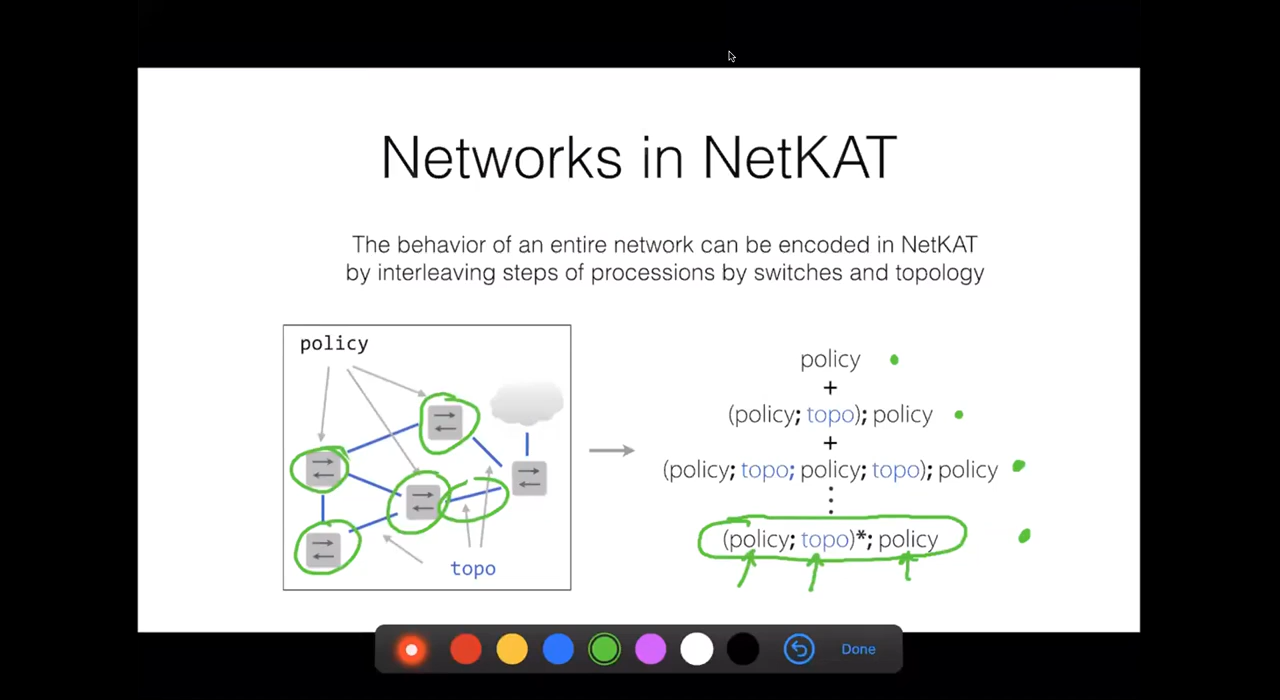 Networks in NetKAT
The behavior of an entire network can be encoded in NetKAT
by interleaving steps of processions by switches and topology
policy
topo
policy
+
(policy; topo); policy
+
(policy; topo; policy; topo); policy
⋮
(policy; topo)*; policy
Done